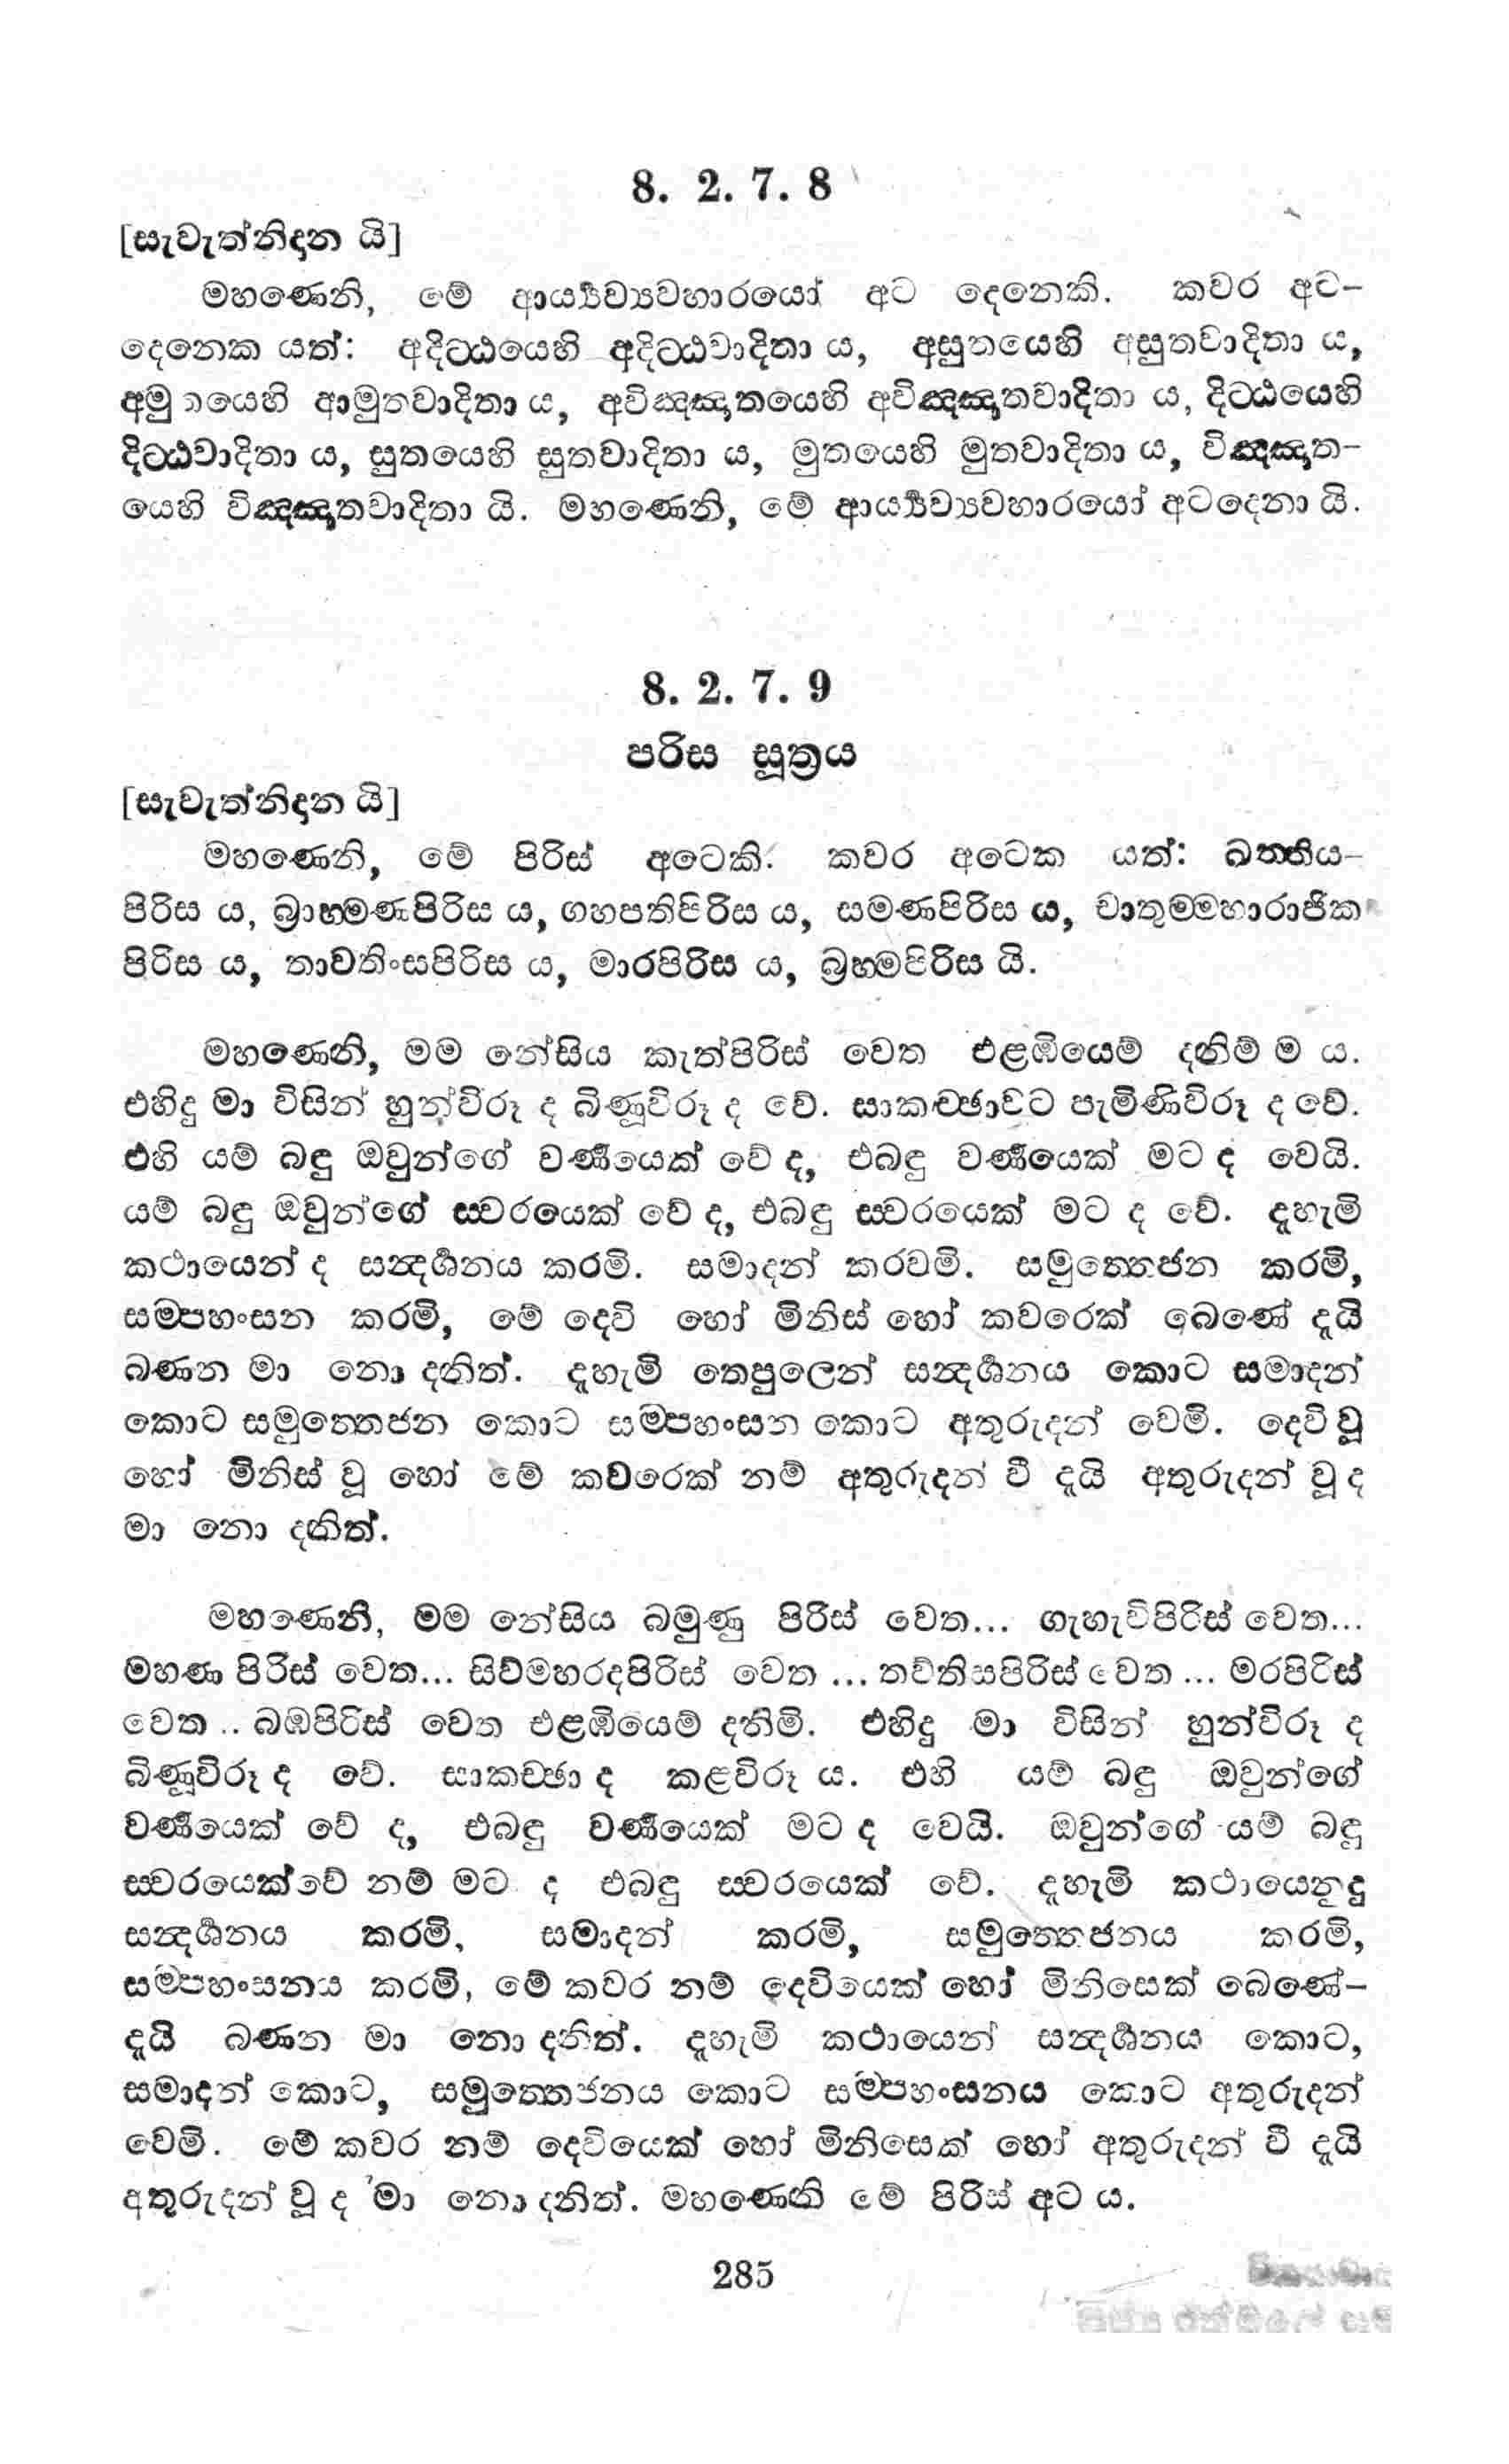 8. 2. 7. 8
[සැවැත්නිදන යි]
මහණෙනි, මේ ආර්‍ය්‍යව්‍යවහාරයෝ අට දෙනෙකි. කවර අට-
දෙනෙක යත්: අදිට්ඨයෙහි අදිට්ඨවාදිතා ය, අසුතයෙහි අසුතවාදිතා ය,
අමුතයෙහි ආමුතවාදිතා ය, අවිඤ්ඤතයෙහි අවිඤ්ඤතවාදිතා ය, දිට්ඨයෙහි
දිට්ඨවාදිතා ය, සුතයෙහි සුතවාදිතා ය, මුතයෙහි මුතවාදිතා ය, විඤ්ඤත-
යෙහි විඤ්ඤතවාදිතා යි. මහණෙනි, මේ ආර්‍ය්‍යව්‍යවහාරයෝ අටදෙනා යි.
8. 2. 7. 9
පරිස සූත්‍රය
[සැවැත්නිදන යි]
මහණෙනි, මේ පිරිස් අටෙකි. කවර අටෙක යත්: ඛත්තිය-
පිරිස ය, බ්‍රාහ්මණපිරිස ය, ගහපතිපිරිස ය, සමණපිරිස ය, චාතුම්මහාරාජික
පිරිස ය, තාවතිංසපිරිස ය, මාරපිරිස ය, බ්‍රහ්මපිරිස යි.
මහණෙනි, මම නේසිය කැත්පිරිස් වෙත එළඹියෙම් දනිම් ම ය.
එහිදු මා විසින් හුන්විරූ ද බිණූවිරූ ද වේ. සාකච්ඡාවට පැමිණිවිරූ ද වේ.
එහි යම් බඳු ඔවුන්ගේ වර්‍ණයෙක් වේ ද, එබඳු වර්‍ණයෙක් මට ද වෙයි.
යම් බඳු ඔවුන්ගේ ස්වරයෙක් වේ ද, එබඳු ස්වරයෙක් මට ද වේ. දැහැමි
කථායෙන් ද සන්දර්‍ශනය කරමි. සමාදන් කරවමි. සමුත්තෙජන කරමි,
සම්පහංසන කරමි, මේ දෙවි හෝ මිනිස් හෝ කවරෙක් බෙණේ දැයි
බණන මා නො දනිත්. දැහැමි තෙපුලෙන් සන්දර්‍ශනය කොට සමාදන්
කොට සමුත්තෙජන කොට සම්පහංසන කොට අතුරුදන් වෙමි. දෙවි වූ
හෝ මිනිස් වූ හෝ මේ කවරෙක් නම් අතුරුදන් වී දැයි අතුරුදන් වූ ද
මා නො දනිත්.
මහණෙනි, මම නේසිය බමුණු පිරිස් වෙත... ගැහැවිපිරිස් වෙත...
මහණ පිරිස් වෙත... සිව්මහරදපිරිස් වෙත ... තව්තිසපිරිස් වෙත ... මරපිරිස්
වෙත .. බඹපිරිස් වෙත එළඹියෙම් දනිමි. එහිදු මා විසින් හුන්විරූ ද
බිණූවිරූ ද වේ. සාකච්ඡා ද කළවිරූ ය. එහි යම් බඳු ඔවුන්ගේ
වර්‍ණයෙක් වේ ද, එබඳු වර්‍ණයෙක් මට ද වෙයි. ඔවුන්ගේ යම් බඳු
ස්වරයෙක් වේ නම් මට ද එබඳු ස්වරයෙක් වේ. දැහැමි කථායෙනුදු
සන්දර්‍ශනය කරමි, සමාදන් කරමි, සමුත්තෙජනය කරමි,
සම්පහංසනය කරමි, මේ කවර නම් දෙවියෙක් හෝ මිනිසෙක් බෙණේ-
දැයි බණන මා නො දනිත්. දැහැමි කථායෙන් සන්දර්‍ශනය කොට,
සමාදන් කොට, සමුත්තෙජනය කොට සම්පහංසනය කොට අතුරුදන්
වෙමි. මේ කවර නම් දෙවියෙක් හෝ මිනිසෙක් හෝ අතුරුදන් වී දැයි
අතුරුදන් වූ ද මා නො දනිත්. මහණෙනි මේ පිරිස් අට ය.
285